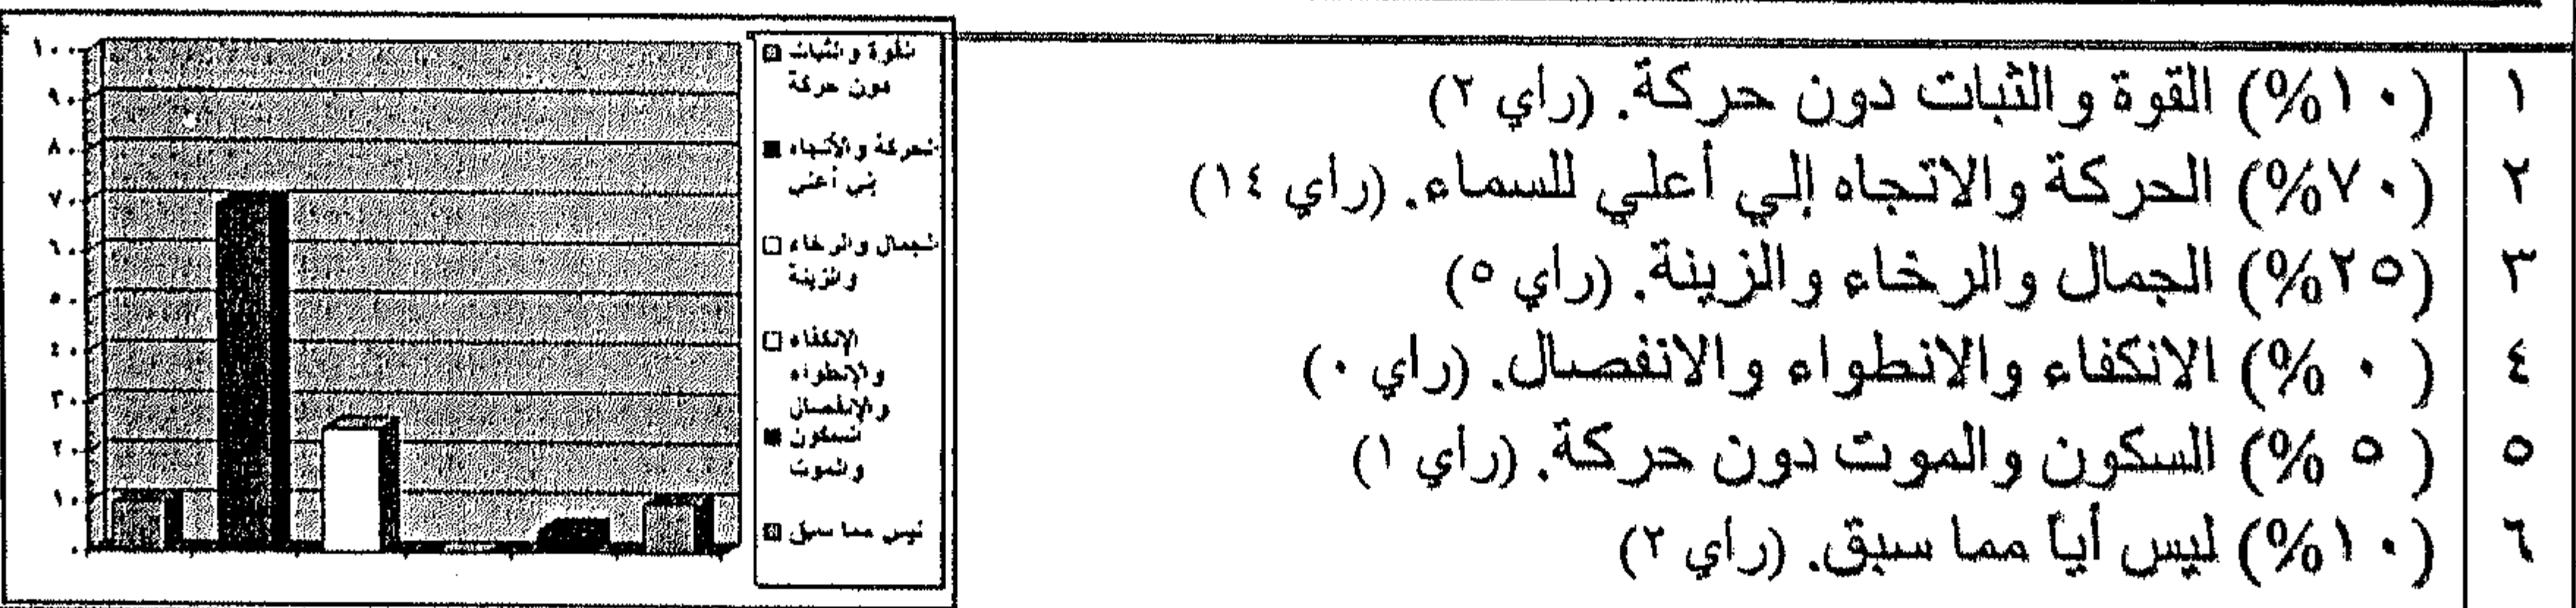 ١ (١٠%) القوة والثبات دون حركة. (راي ٢)
٢ (٧٠%) الحركة والاتجاه إلي أعلي للسماء. (راي ١٤)
٣ (٢٥%) الجمال والرخاء والزينة. (راي ٥)
٤ (٠ %) الانكفاء والانطواء والانفصال. (راي ٠)
٥ (٥ %) السكون والموت دون حركة. (راي ١)
٦ (١٠%) ليس أياً مما سبق. (راي ٢)
١٠٠
٩٠
٨٠
٧٠
٦٠
٥٠
٤٠
٣٠
٢٠
١٠
٠
القوة والثبات
دون حركة
الحركة والاتجاه
إلي أعلي
الجمال والرخاء
والزينة
الإنكفاء
والإنطواء
والإنفصال
السكون
والموت
ليس مما سبق